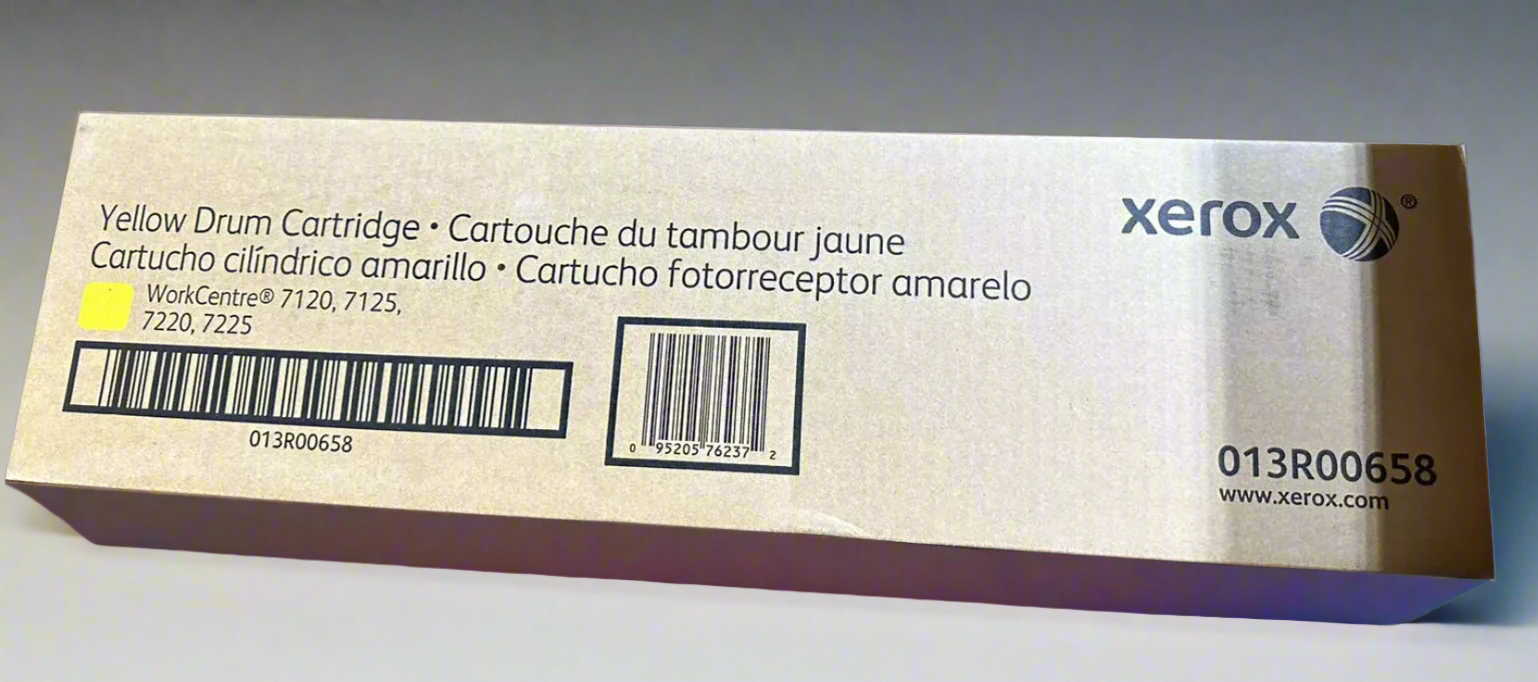 xerox ®
Yellow Drum Cartridge • Cartouche du tambour jaune
Cartucho cilíndrico amarillo • Cartucho fotorreceptor amarelo
WorkCentre® 7120, 7125,
7220, 7225
013R00658
0 95205 76237 2
013R00658
www.xerox.com